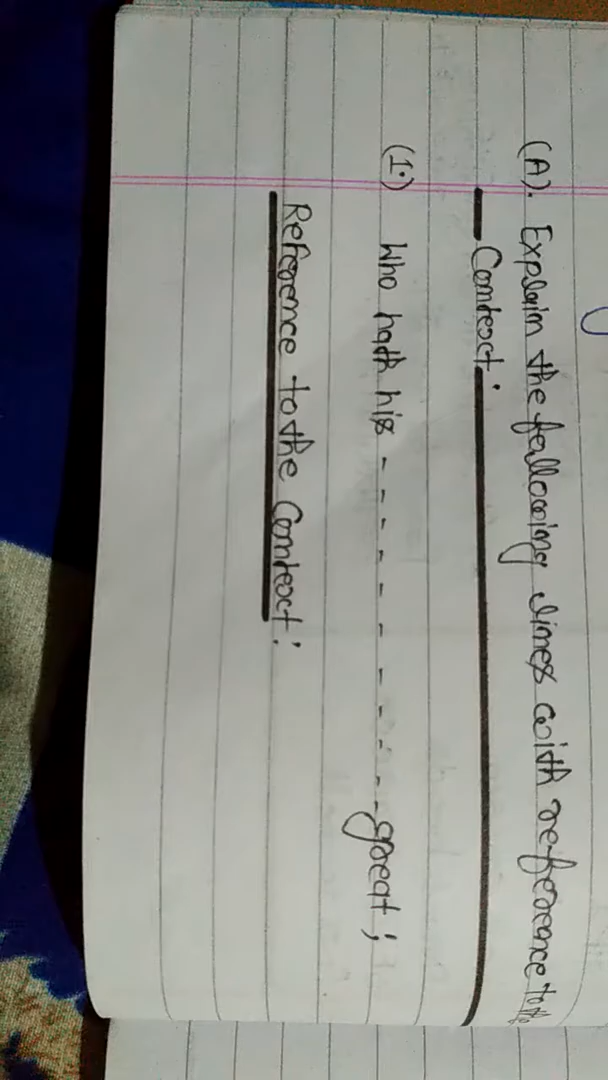 (A). Explain the following lines with reference to the
Context:
(1.) Who hath his - - - - - - - - - great;
Reference to the Context: